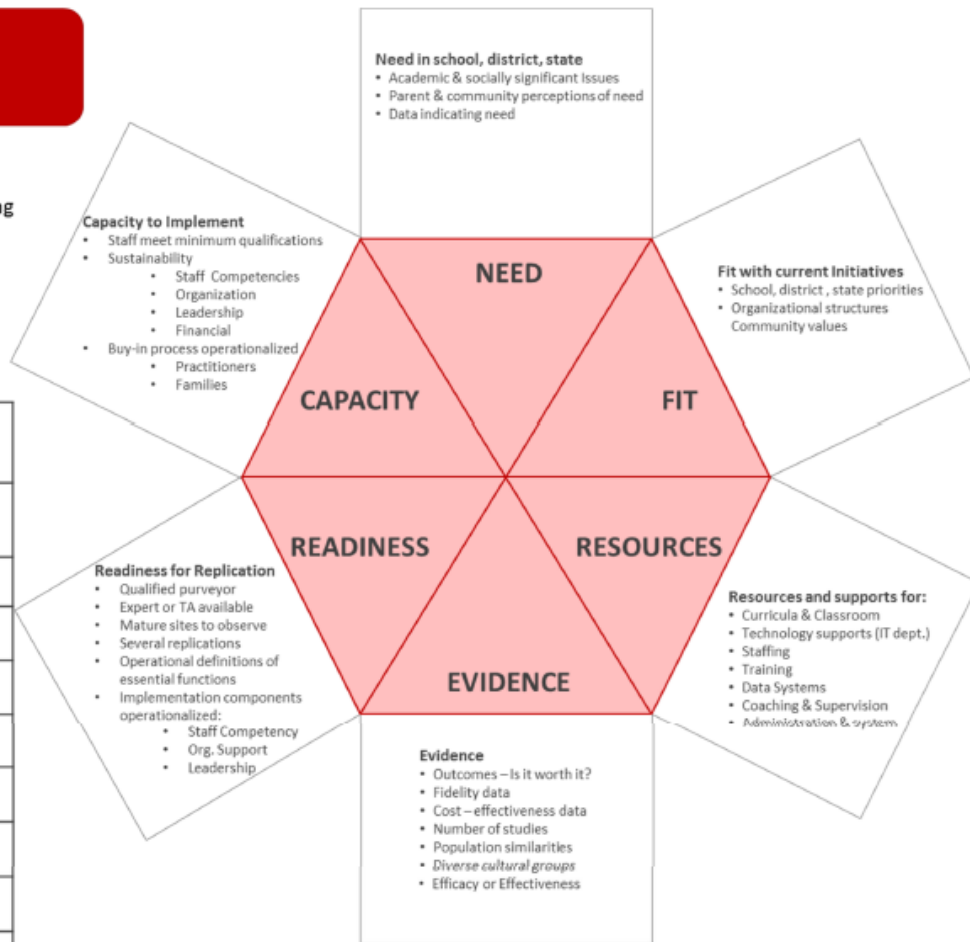 Need in school, district, state
• Academic & socially significant Issues
• Parent & community perceptions of need
• Data indicating need
Capacity to Implement
• Staff meet minimum qualifications
• Sustainability
• Staff Competencies
• Organization
• Leadership
• Financial
• Buy-in process operationalized
• Practitioners
• Families
Fit with current Initiatives
• School, district , state priorities
• Organizational structures
Community values
NEED
CAPACITY
FIT
READINESS
RESOURCES
EVIDENCE
Readiness for Replication
• Qualified purveyor
• Expert or TA available
• Mature sites to observe
• Several replications
• Operational definitions of
essential functions
• Implementation components
operationalized:
• Staff Competency
• Org. Support
• Leadership
Resources and supports for:
• Curricula & Classroom
• Technology supports (IT dept.)
• Staffing
• Training
• Data Systems
• Coaching & Supervision
• Administration & system
Evidence
• Outcomes – Is it worth it?
• Fidelity data
• Cost – effectiveness data
• Number of studies
• Population similarities
• Diverse cultural groups
• Efficacy or Effectiveness